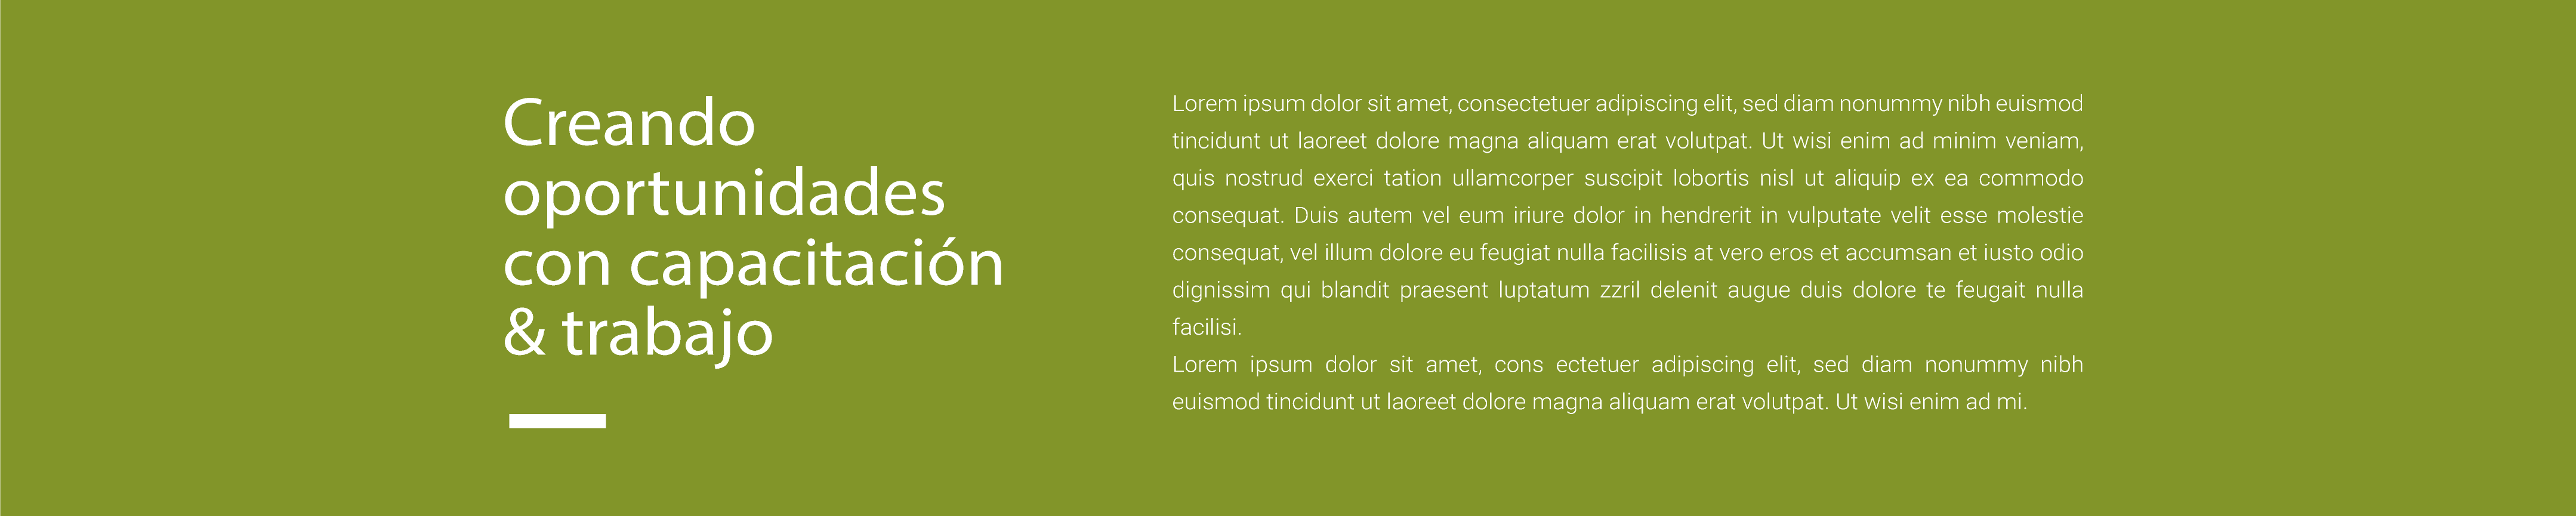 Creando
oportunidades
con capacitación
& trabajo
Lorem ipsum dolor sit amet, consectetuer adipiscing elit, sed diam nonummy nibh euismod
tincidunt ut laoreet dolore magna aliquam erat volutpat. Ut wisi enim ad minim veniam,
quis nostrud exerci tation ullamcorper suscipit lobortis nisl ut aliquip ex ea commodo
consequat. Duis autem vel eum iriure dolor in hendrerit in vulputate velit esse molestie
consequat, vel illum dolore eu feugiat nulla facilisis at vero eros et accumsan et iusto odio
dignissim qui blandit praesent luptatum zzril delenit augue duis dolore te feugait nulla
facilisi.
Lorem ipsum dolor sit amet, cons ectetuer adipiscing elit, sed diam nonummy nibh
euismod tincidunt ut laoreet dolore magna aliquam erat volutpat. Ut wisi enim ad mi.